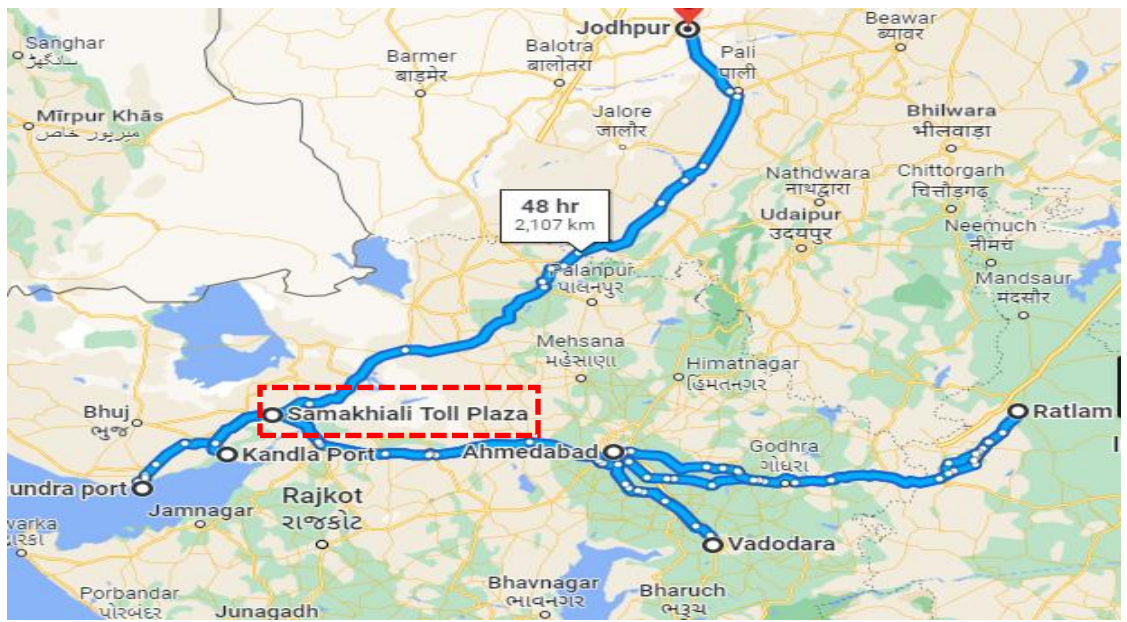 Jodhpur
Beawar
ब्यावर
Sanghar
سانگھڑ
Barmer
बाड़मेर
Balotra
बालोतरा
Pali
पाली
Mīrpur Khās
میرپور خاص
Jalore
जालौर
Bhilwara
भीलवाड़ा
Nathdwara
नाथद्वारा
Chittorgarh
चित्तौड़गढ़
48 hr
2,107 km
Udaipur
उदयपुर
Neemuch
नीमच
Palanpur
પાલનપુર
Mandsaur
मंदसौर
Mehsana
મહેસાણા
Himatnagar
હિંમતનગર
Samakhiali Toll Plaza
Ratlam
Bhuj
ભુજ
Kandla Port
Ahmedabad
Godhra
ગોધરા
undra port
Rajkot
રાજકોટ
Jamnagar
warka
Vadodara
Porbandar
પોરબંદર
Junagadh
Bhavnagar
ભાવનગર
Bharuch
ભરૂચ